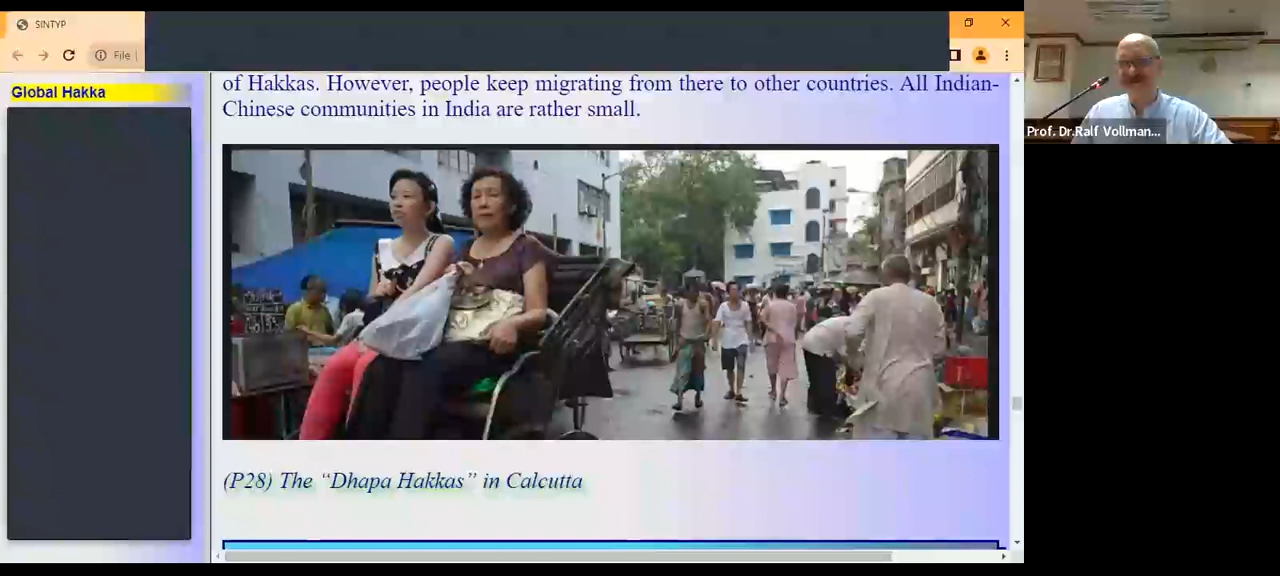 SINTYP
File
Global Hakka
of Hakkas. However, people keep migrating from there to other countries. All Indian-
Chinese communities in India are rather small.
Prof. Dr.Ralf Vollman...
(P28) The “Dhapa Hakkas” in Calcutta